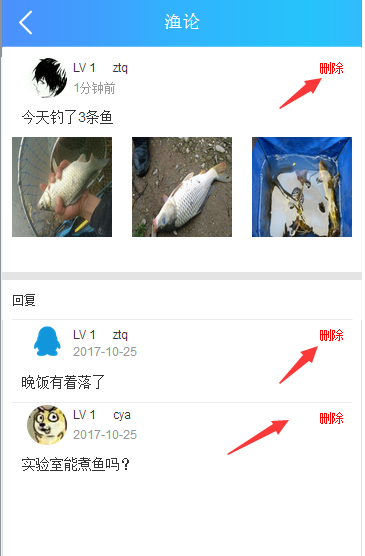 渔论
LV 1 ztq 删除
1分钟前
今天钓了3条鱼
回复
LV 1 ztq 删除
2017-10-25
晚饭有着落了
LV 1 cya 删除
2017-10-25
实验室能煮鱼吗？